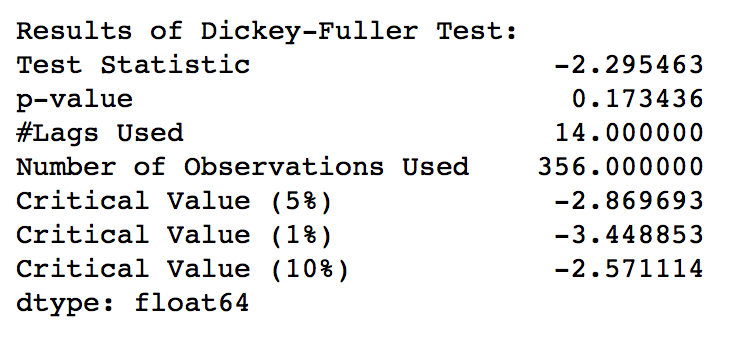 Results of Dickey-Fuller Test:
Test Statistic -2.295463
p-value 0.173436
#Lags Used 14.000000
Number of Observations Used 356.000000
Critical Value (5%) -2.869693
Critical Value (1%) -3.448853
Critical Value (10%) -2.571114
dtype: float64